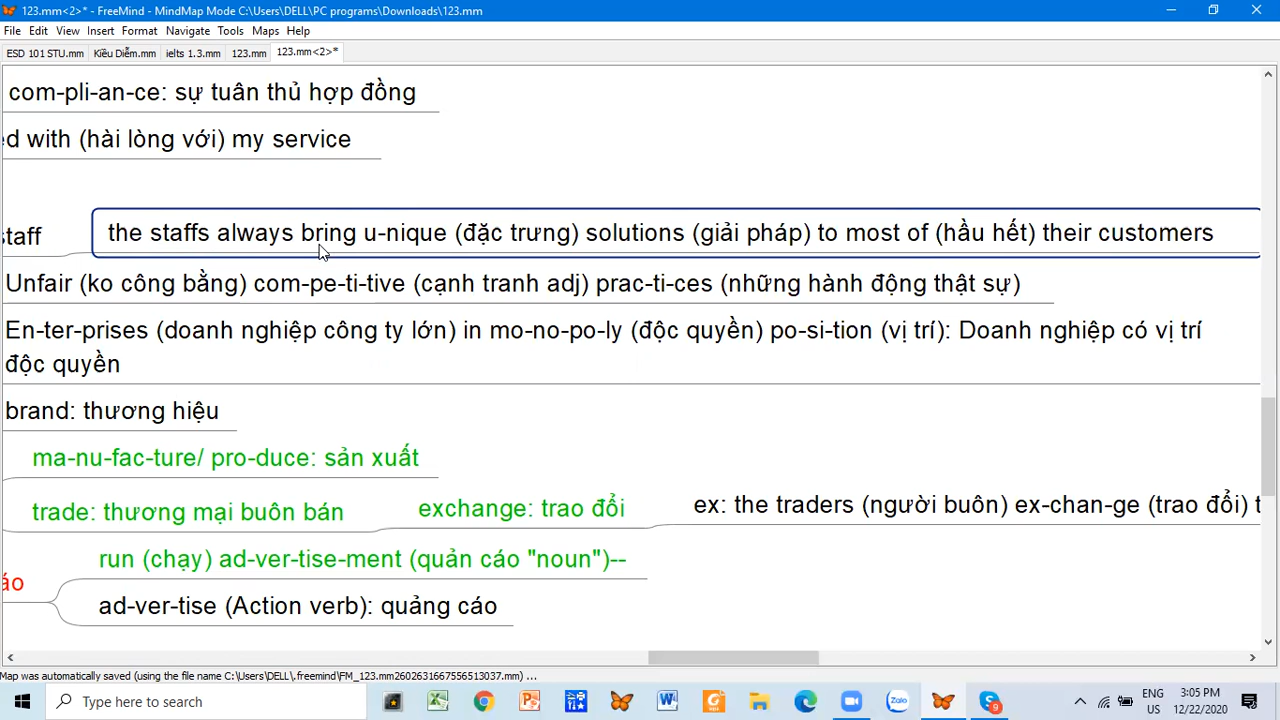 123.mm<2>* - FreeMind - MindMap Mode C:\Users\DELL\PC programs\Downloads\123.mm
File Edit View Insert Format Navigate Tools Maps Help
ESD 101 STU.mm Kiều Diễm.mm ielts 1.3.mm 123.mm 123.mm<2>*
com-pli-an-ce: sự tuân thủ hợp đồng
ed with (hài lòng với) my service
staff the staffs always bring u-nique (đặc trưng) solutions (giải pháp) to most of (hầu hết) their customers
Unfair (ko công bằng) com-pe-ti-tive (cạnh tranh adj) prac-ti-ces (những hành động thật sự)
En-ter-prises (doanh nghiệp công ty lớn) in mo-no-po-ly (độc quyền) po-si-tion (vị trí): Doanh nghiệp có vị trí
độc quyền
brand: thương hiệu
ma-nu-fac-ture/ pro-duce: sản xuất
trade: thương mại buôn bán exchange: trao đổi ex: the traders (người buôn) ex-chan-ge (trao đổi) t
run (chạy) ad-ver-tise-ment (quản cáo "noun")--
áo
ad-ver-tise (Action verb): quảng cáo
Map was automatically saved (using the file name C:\Users\DELL\.freemind\FM_123.mm2602631667556513037.mm) ...
Type here to search
Zalo
9
ENG
US
3:05 PM
12/22/2020